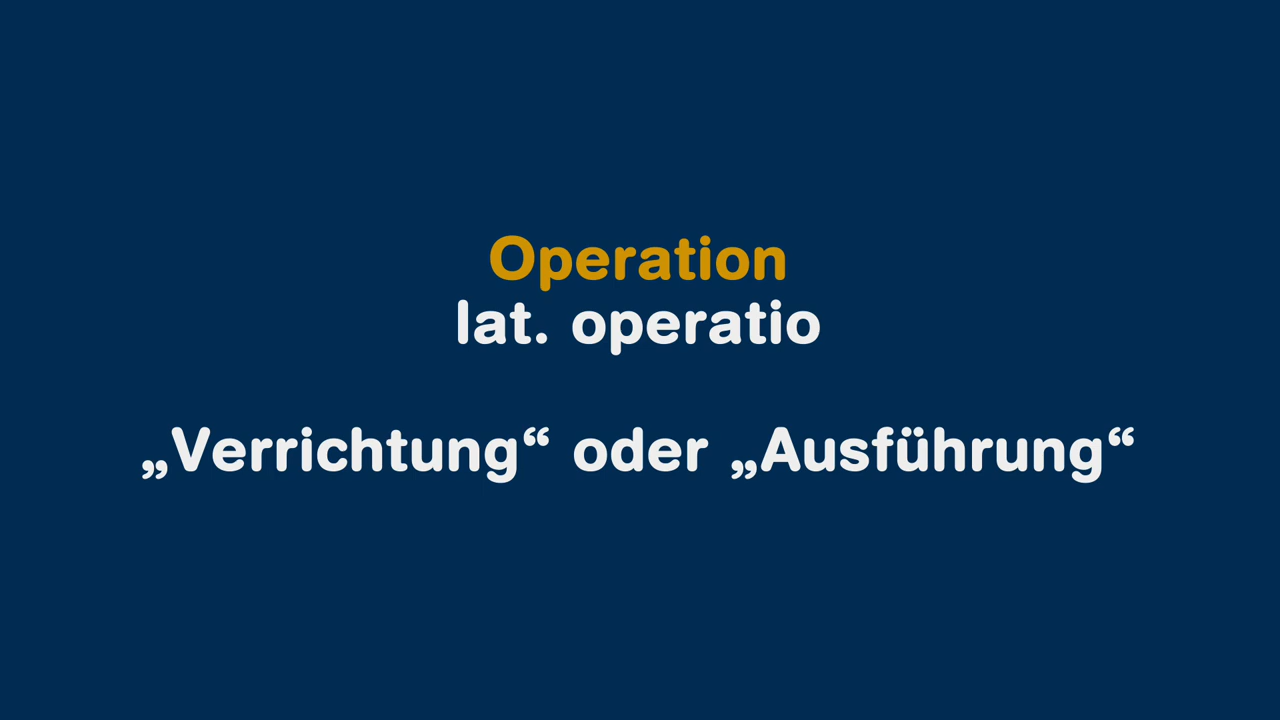 Operation
lat. operatio
„Verrichtung“ oder „Ausführung“